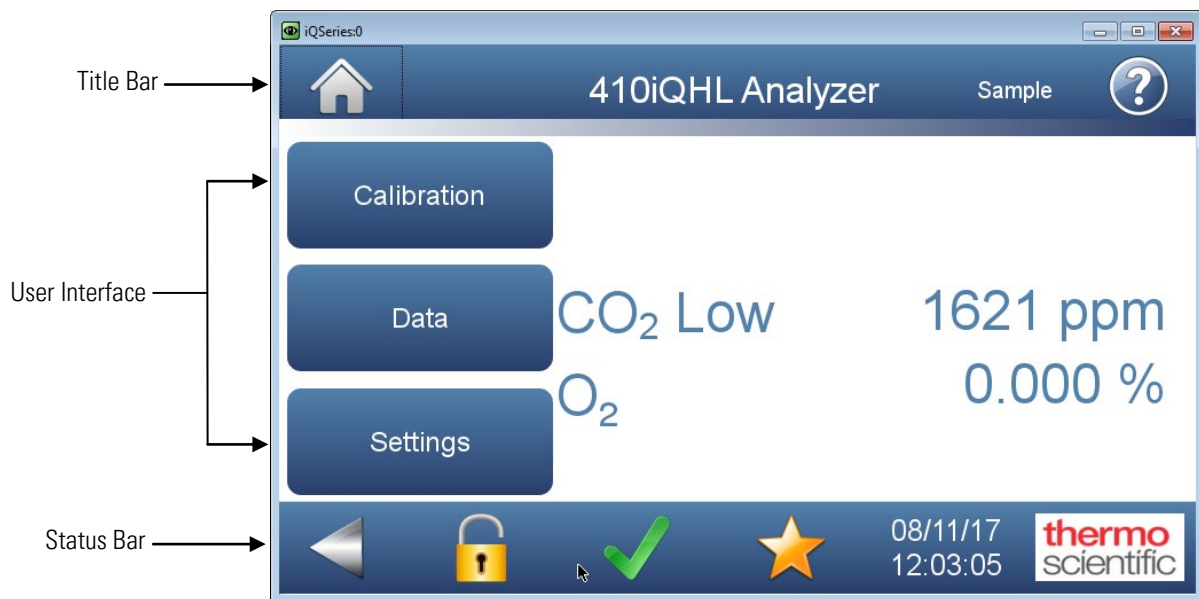 iQSeries:0
Title Bar
410iQHL Analyzer
Sample
?
Calibration
User Interface
Data
CO₂ Low
1621 ppm
O₂
0.000 %
Settings
Status Bar
08/11/17
12:03:05
thermo
scientific